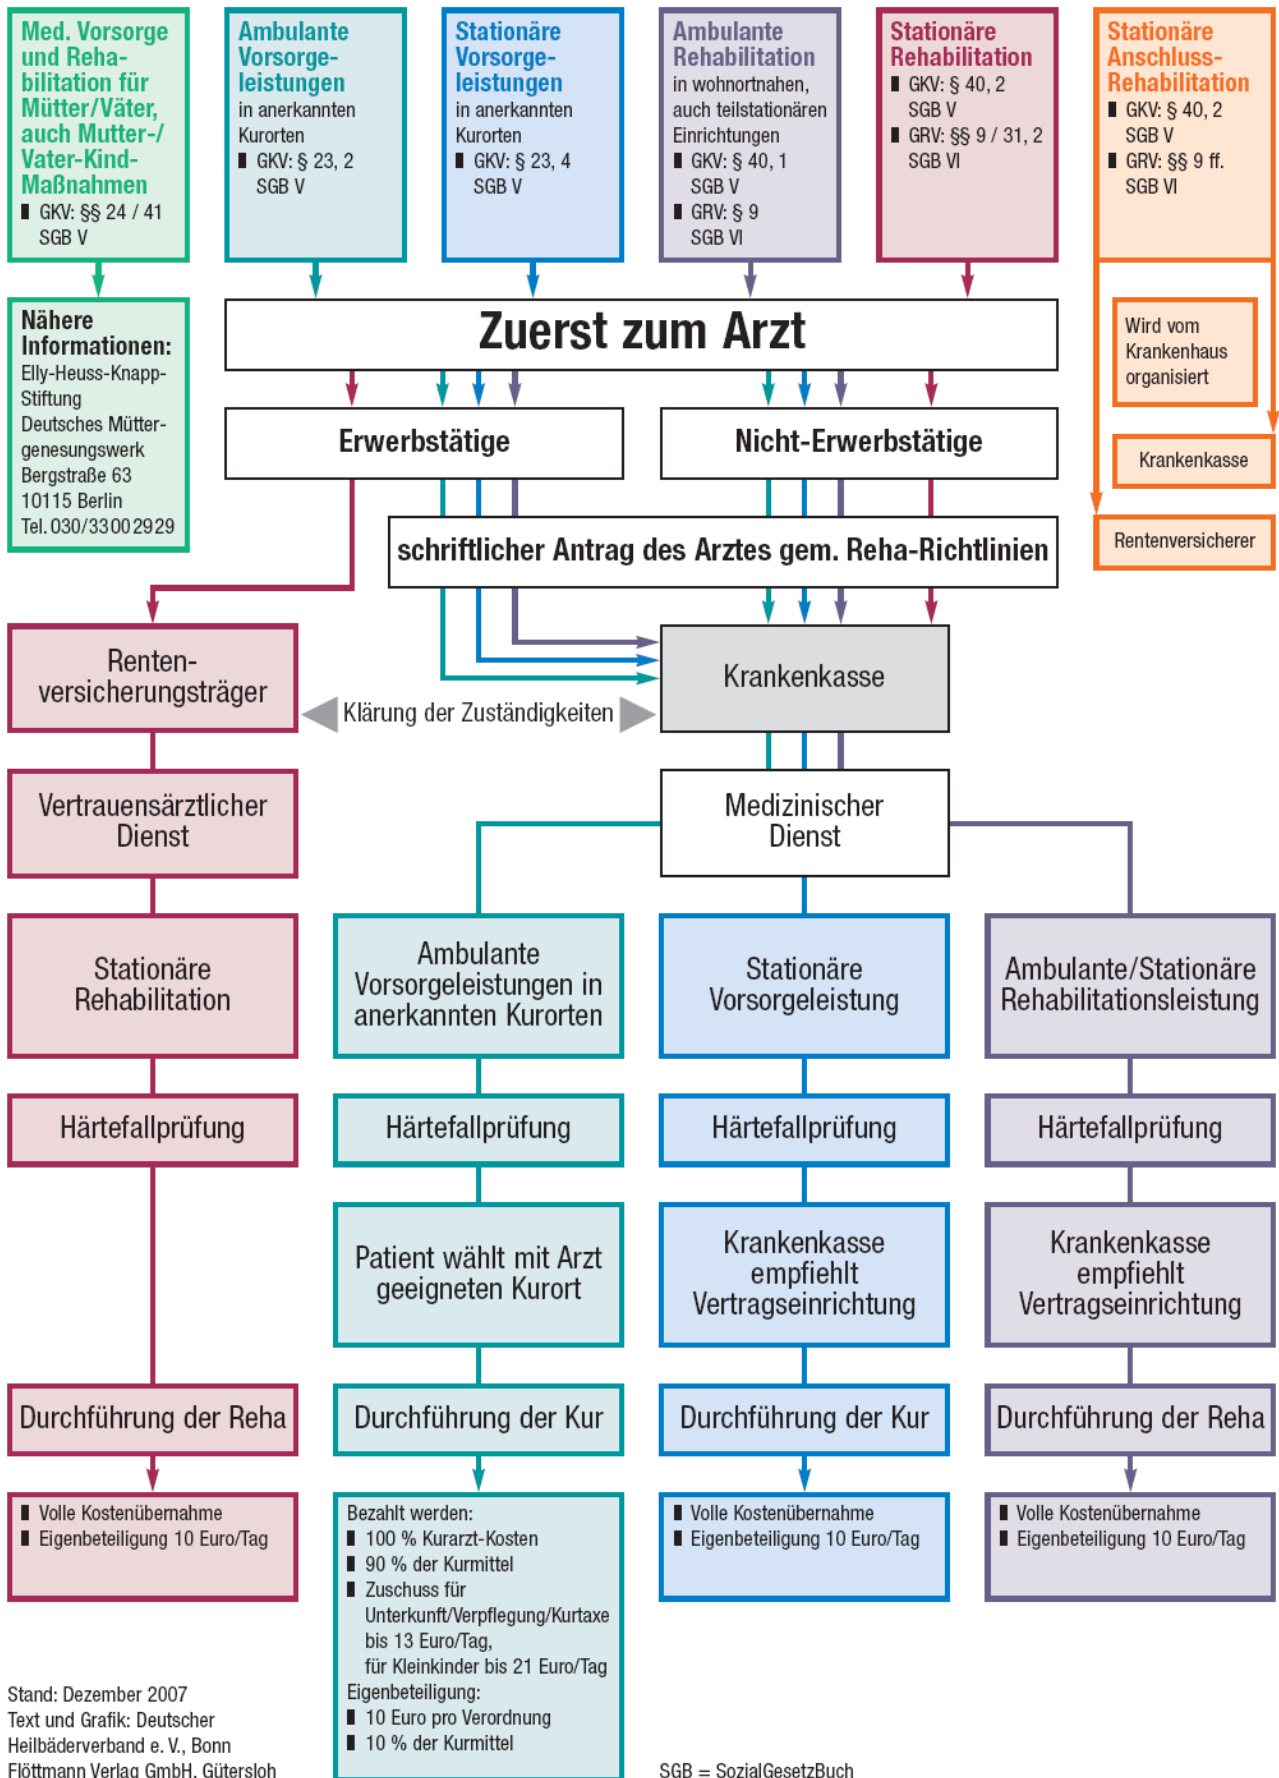 Med. Vorsorge
und Reha-
bilitation für
Mütter/Väter,
auch Mutter-/
Vater-Kind-
Maßnahmen
GKV: §§ 24 / 41
SGB V
Ambulante
Vorsorge-
leistungen
in anerkannten
Kurorten
GKV: § 23, 2
SGB V
Stationäre
Vorsorge-
leistungen
in anerkannten
Kurorten
GKV: § 23, 4
SGB V
Ambulante
Rehabilitation
in wohnortnahen,
auch teilstationären
Einrichtungen
GKV: § 40, 1
SGB V
GRV: § 9
SGB VI
Stationäre
Rehabilitation
GKV: § 40, 2
SGB V
GRV: §§ 9 / 31, 2
SGB VI
Stationäre
Anschluss-
Rehabilitation
GKV: § 40, 2
SGB V
GRV: §§ 9 ff.
SGB VI
Nähere
Informationen:
Elly-Heuss-Knapp-
Stiftung
Deutsches Mütter-
genesungswerk
Bergstraße 63
10115 Berlin
Tel. 030/33 00 29 29
Zuerst zum Arzt
Wird vom
Krankenhaus
organisiert
Erwerbstätige
Nicht-Erwerbstätige
Krankenkasse
Rentenversicherer
schriftlicher Antrag des Arztes gem. Reha-Richtlinien
Renten-
versicherungsträger
Klärung der Zuständigkeiten
Krankenkasse
Vertrauensärztlicher
Dienst
Medizinischer
Dienst
Stationäre
Rehabilitation
Ambulante
Vorsorgeleistungen in
anerkannten Kurorten
Stationäre
Vorsorgeleistung
Ambulante/Stationäre
Rehabilitationsleistung
Härtefallprüfung
Härtefallprüfung
Härtefallprüfung
Härtefallprüfung
Patient wählt mit Arzt
geeigneten Kurort
Krankenkasse
empfiehlt
Vertragseinrichtung
Krankenkasse
empfiehlt
Vertragseinrichtung
Durchführung der Reha
Durchführung der Kur
Durchführung der Kur
Durchführung der Reha
Volle Kostenübernahme
Eigenbeteiligung 10 Euro/Tag
Bezahlt werden:
100 % Kurarzt-Kosten
90 % der Kurmittel
Zuschuss für
Unterkunft/Verpflegung/Kurtaxe
bis 13 Euro/Tag,
für Kleinkinder bis 21 Euro/Tag
Eigenbeteiligung:
10 Euro pro Verordnung
10 % der Kurmittel
Volle Kostenübernahme
Eigenbeteiligung 10 Euro/Tag
Volle Kostenübernahme
Eigenbeteiligung 10 Euro/Tag
Stand: Dezember 2007
Text und Grafik: Deutscher
Heilbäderverband e. V., Bonn
Flöttmann Verlag GmbH, Gütersloh
SGB = SozialGesetzBuch